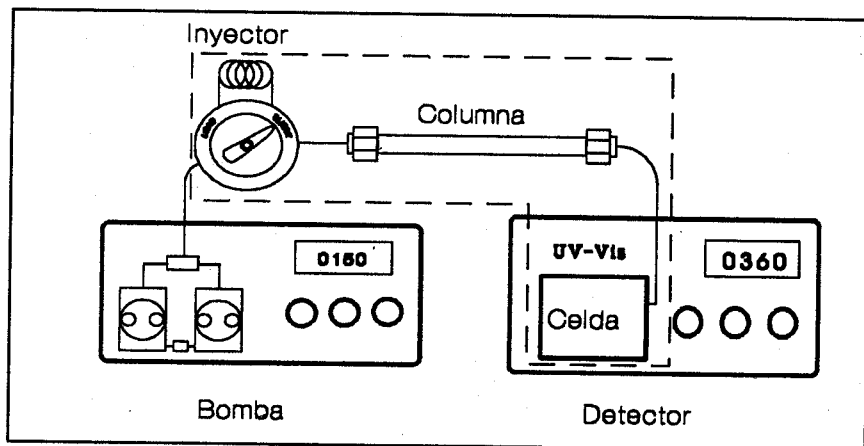 Inyector
Columna
0150
UV-Vis
0360
Celda
Bomba
Detector